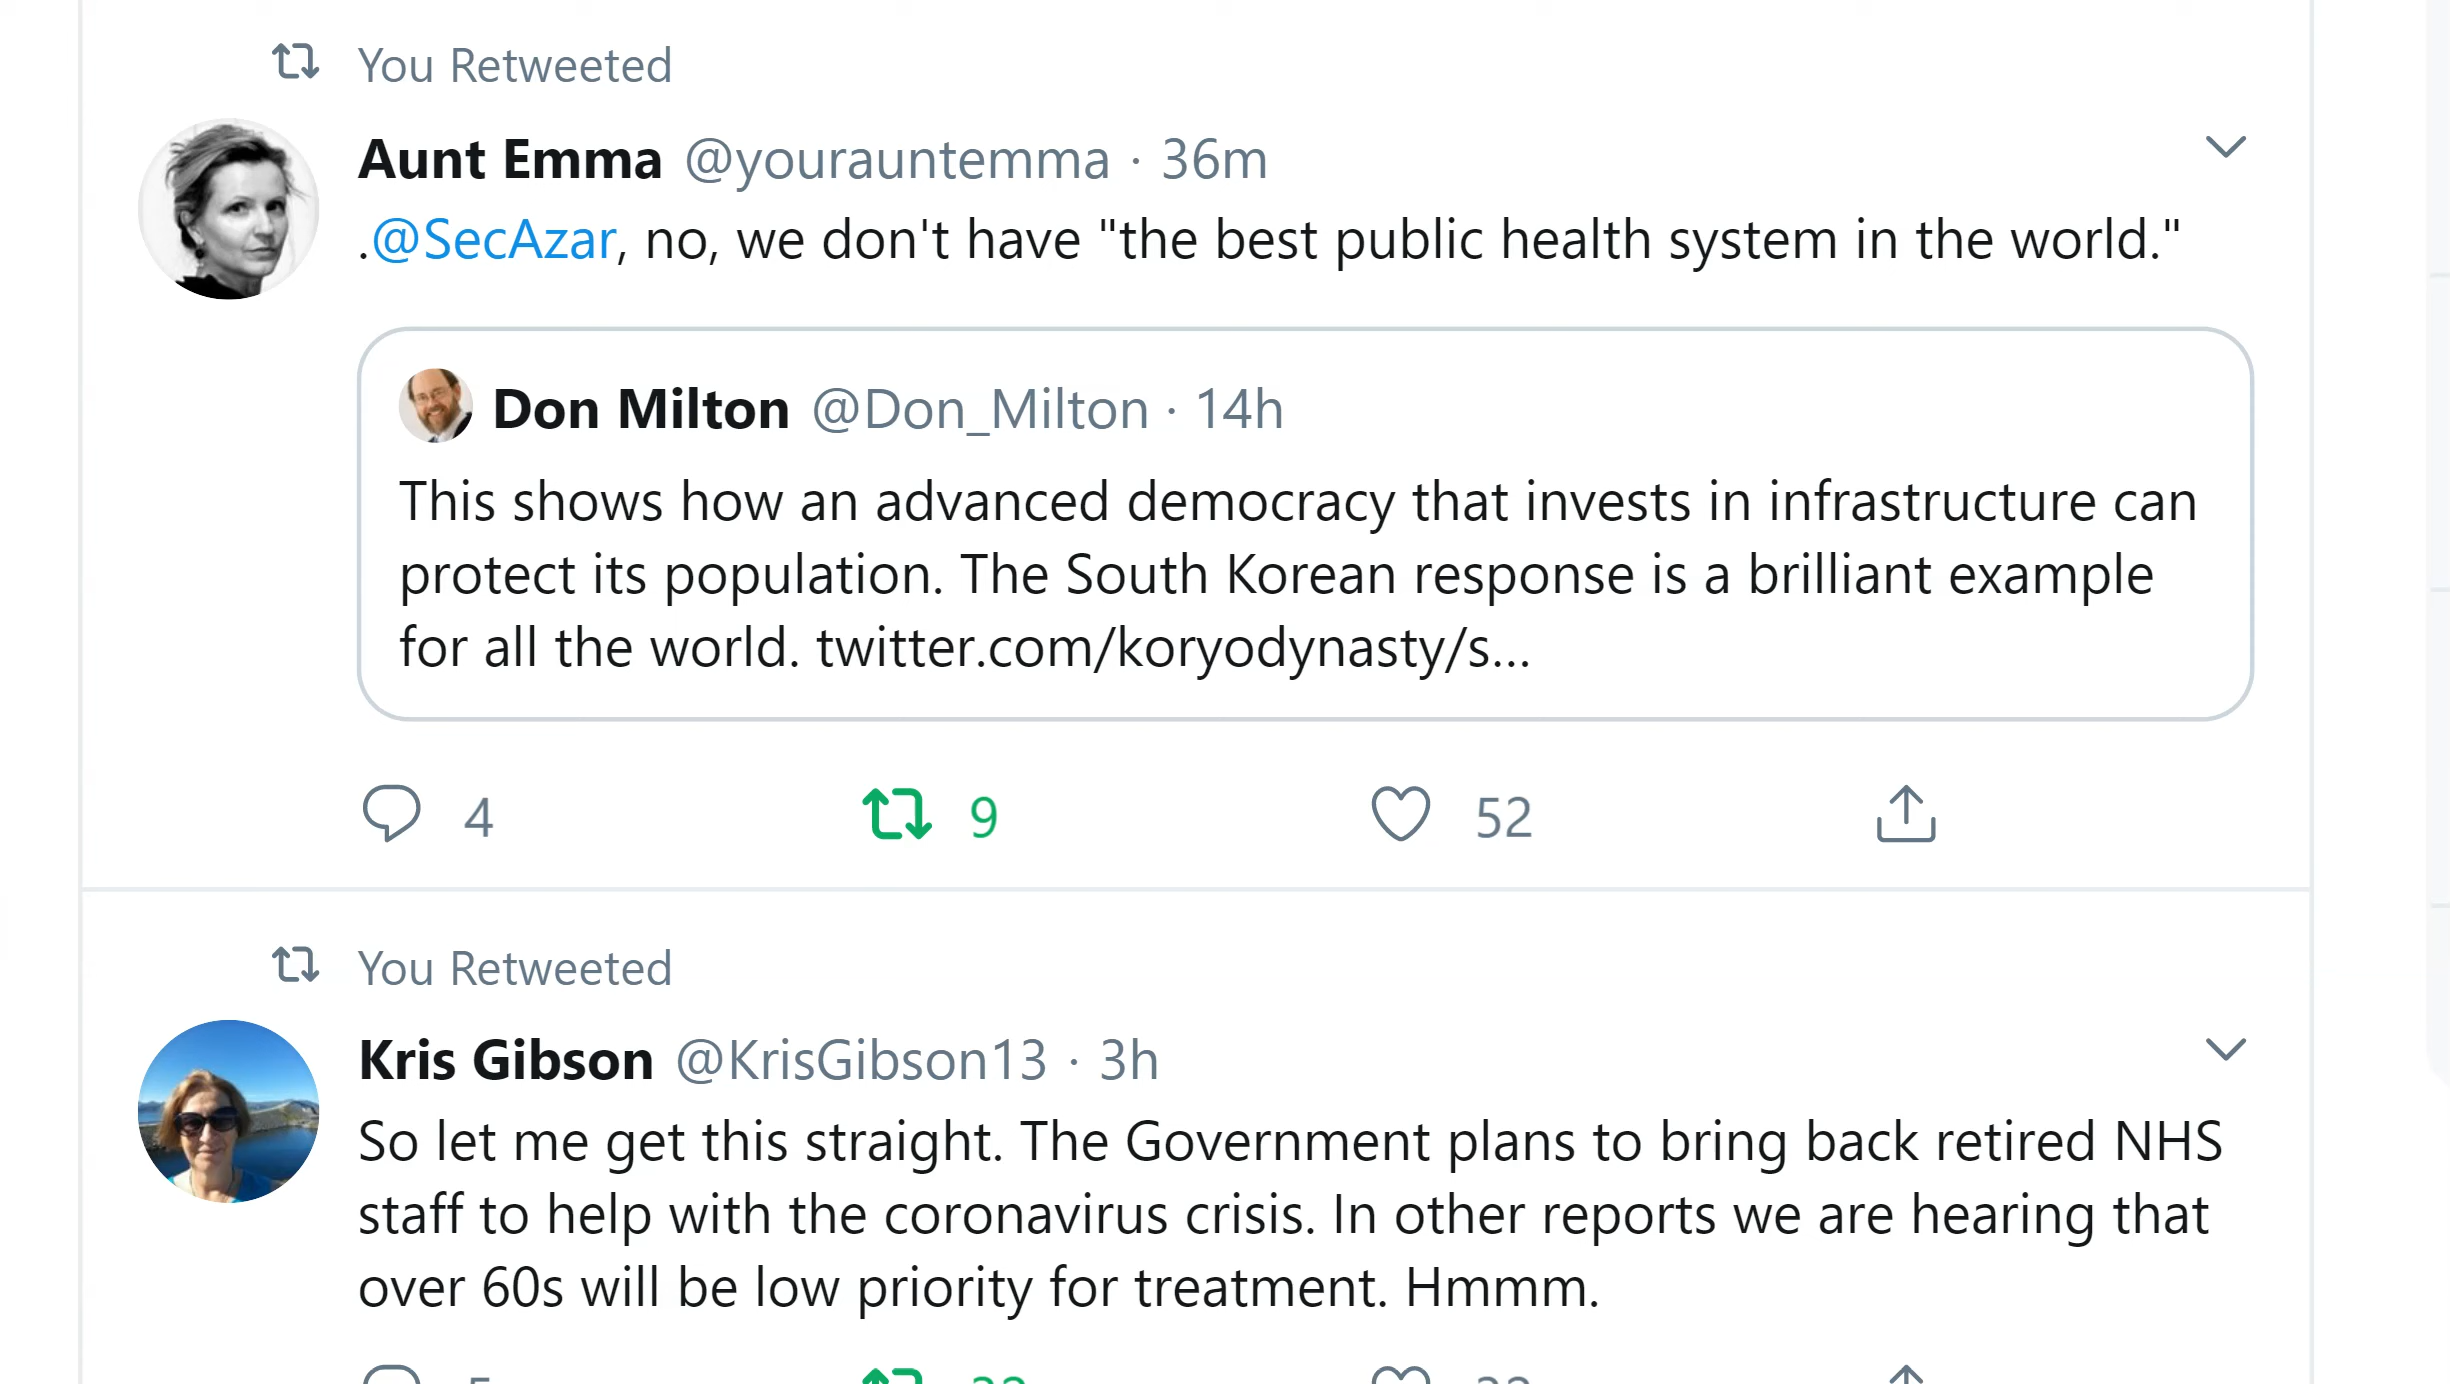 You Retweeted
Aunt Emma @yourauntemma · 36m
.@SecAzar, no, we don't have "the best public health system in the world."
Don Milton @Don_Milton · 14h
This shows how an advanced democracy that invests in infrastructure can
protect its population. The South Korean response is a brilliant example
for all the world. twitter.com/koryodynasty/s...
4 9 52
You Retweeted
Kris Gibson @KrisGibson13 · 3h
So let me get this straight. The Government plans to bring back retired NHS
staff to help with the coronavirus crisis. In other reports we are hearing that
over 60s will be low priority for treatment. Hmmm.